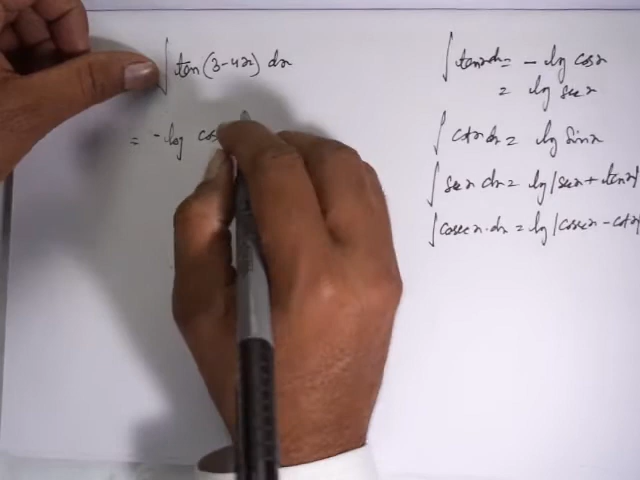 ∫ tan(3-4x) dx
= -log cos
∫ tanx dx = - log cosx
= log secx
∫ cotx dx = log sinx
∫ secx dx = log |secx + tanx|
∫ cosecx.dx = log |cosecx - cotx